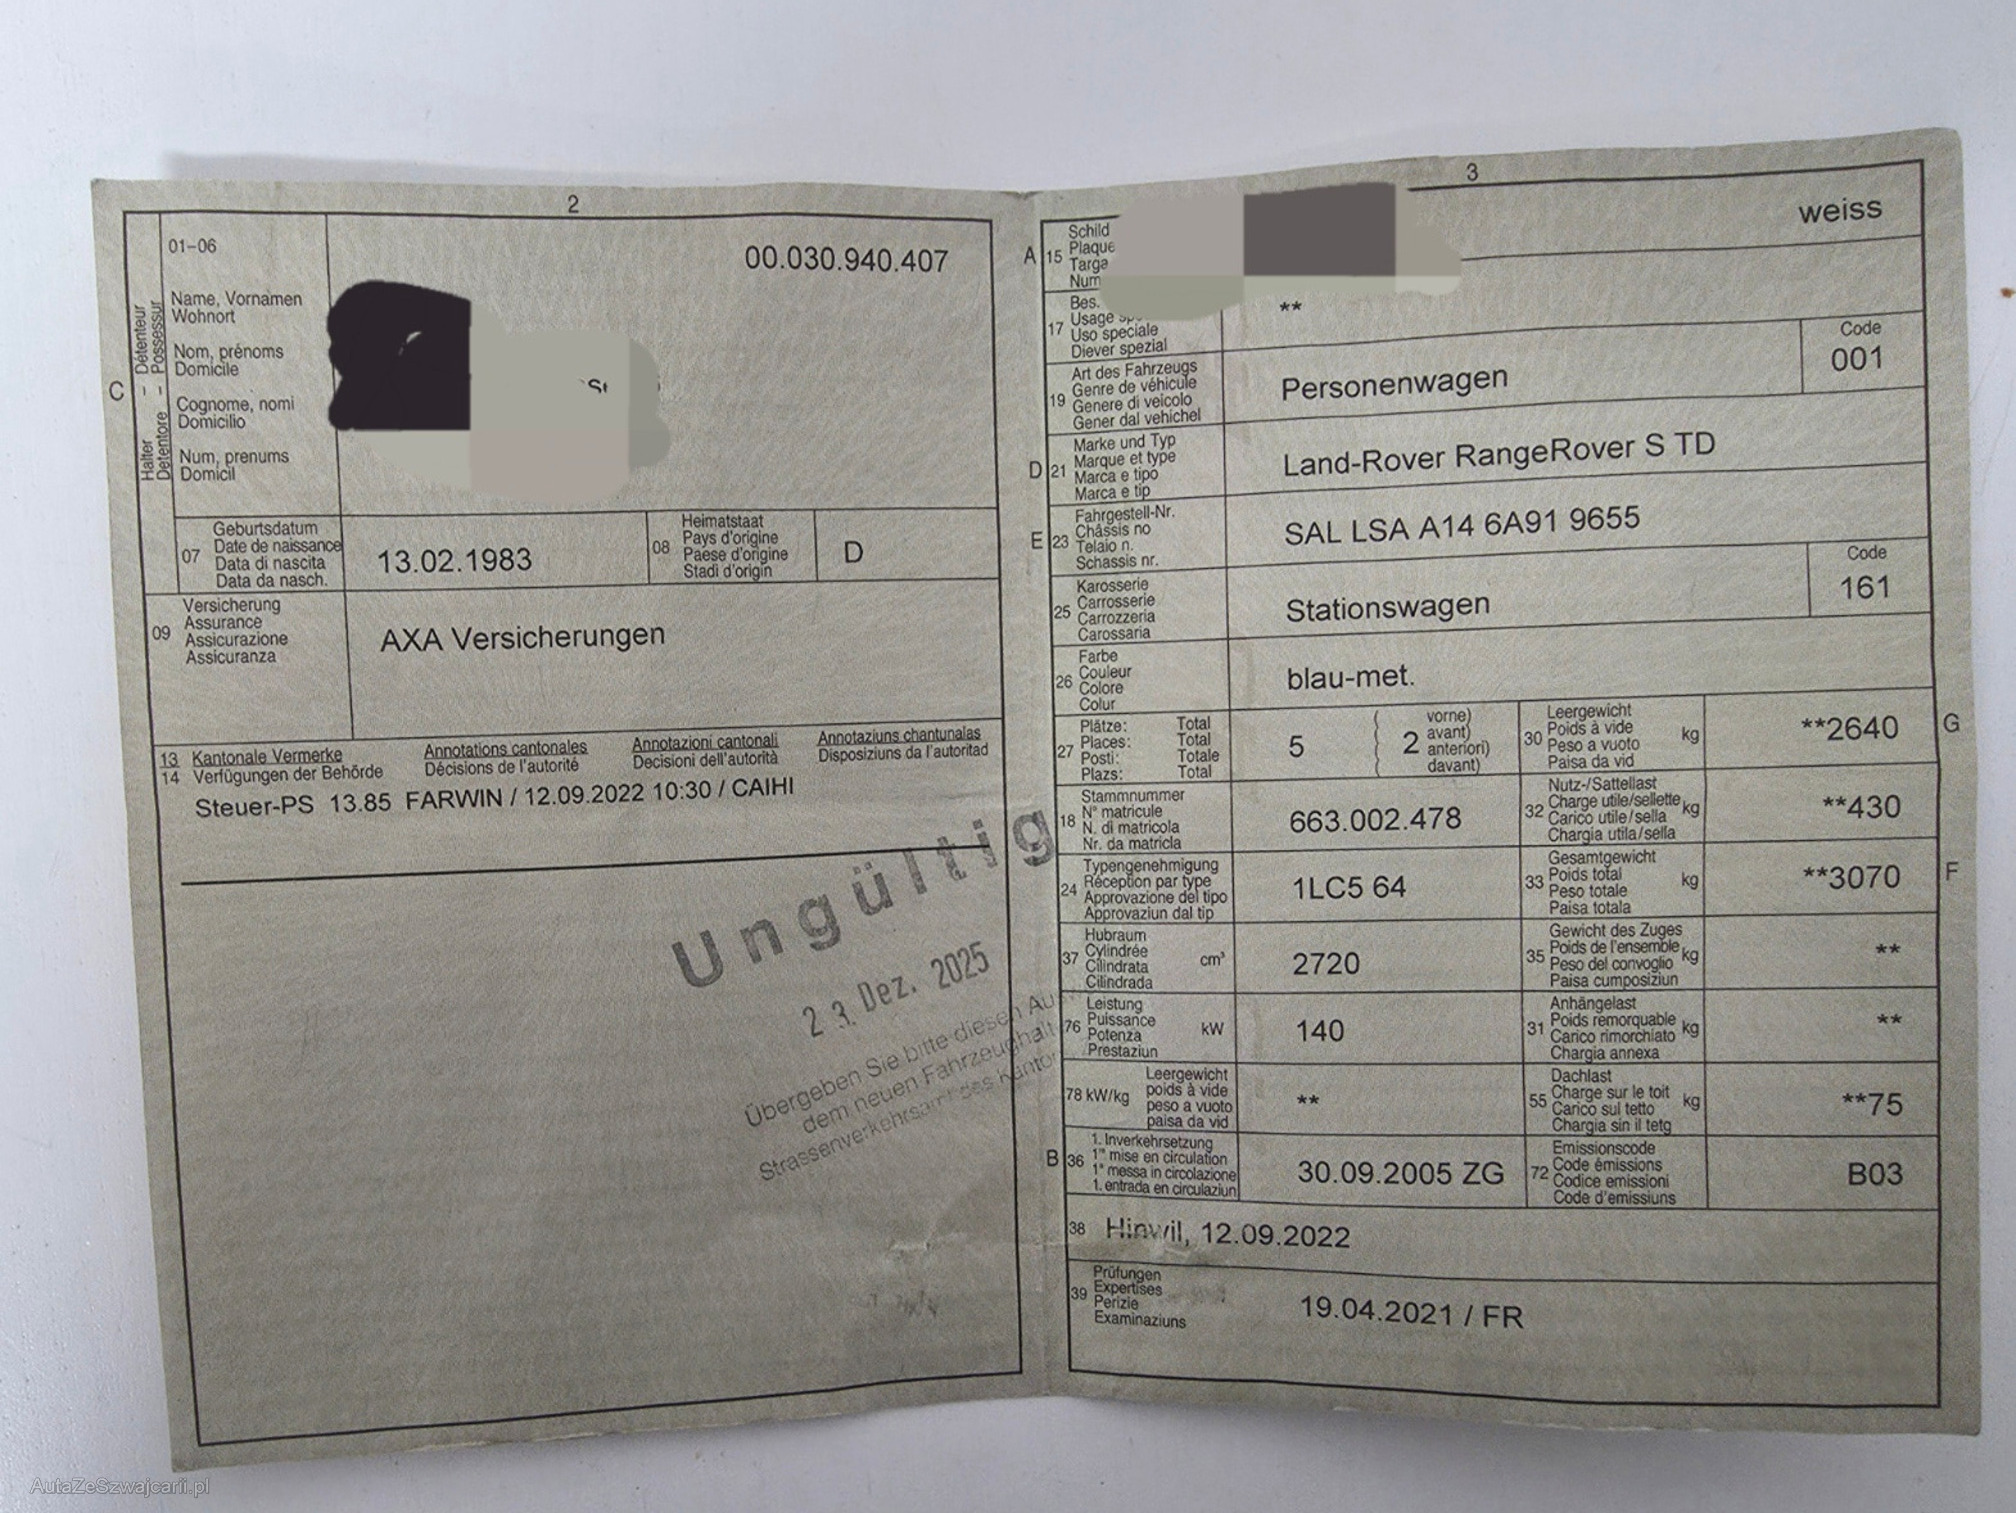 2
01-06
00.030.940.407
C
Halter - Détenteur
Detentore - Possessur
Name, Vornamen
Wohnort
Nom, prénoms
Domicile
Cognome, nomi
Domicilio
Num, prenums
Domicil
St
07
Geburtsdatum
Date de naissance
Data di nascita
Data da nasch.
13.02.1983
08
Heimatstaat
Pays d'origine
Paese d'origine
Stadi d'origin
D
09
Versicherung
Assurance
Assicurazione
Assicuranza
AXA Versicherungen
13 Kantonale Vermerke Annotations cantonales Annotazioni cantonali Annotaziuns chantunalas
14 Verfügungen der Behörde Décisions de l'autorité Decisioni dell'autorità Disposiziuns da l'autoritad
Steuer-PS 13.85 FARWIN / 12.09.2022 10:30 / CAIHI
Ungültig
23. Dez. 2025
Übergeben Sie bitte diesen
dem neuen Fahrzeughalt
Strassenverkehrsamt des Kanto
3
A
15
Schild
Plaque
Targa
Num
weiss
17
Bes.
Usage
Uso speciale
Diever spezial
**
19
Art des Fahrzeugs
Genre de véhicule
Genere di veicolo
Gener dal vehichel
Personenwagen
Code
001
D
21
Marke und Typ
Marque et type
Marca e tipo
Marca e tip
Land-Rover RangeRover S TD
E
23
Fahrgestell-Nr.
Châssis no
Telaio n.
Schassis nr.
SAL LSA A14 6A91 9655
25
Karosserie
Carrosserie
Carrozzeria
Carossaria
Stationswagen
Code
161
26
Farbe
Couleur
Colore
Colur
blau-met.
27
Plätze: Total
Places: Total
Posti: Totale
Plazs: Total
5
( 2
vorne)
avant)
anteriori)
davant)
30
Leergewicht
Poids à vide
Peso a vuoto
Paisa da vid
kg
**2640
G
18
Stammnummer
N° matricule
N. di matricola
Nr. da matricla
663.002.478
32
Nutz-/Sattellast
Charge utile/sellette
Carico utile/sella
Chargia utila/sella
kg
**430
24
Typengenehmigung
Réception par type
Approvazione del tipo
Approvaziun dal tip
1LC5 64
33
Gesamtgewicht
Poids total
Peso totale
Paisa totala
kg
**3070
F
37
Hubraum
Cylindrée
Cilindrata
Cilindrada
cm³
2720
35
Gewicht des Zuges
Poids de l'ensemble
Peso del convoglio
Paisa cumposiziun
kg
**
76
Leistung
Puissance
Potenza
Prestaziun
kW
140
31
Anhängelast
Poids remorquable
Carico rimorchiato
Chargia annexa
kg
**
78 kW/kg
Leergewicht
poids à vide
peso a vuoto
paisa da vid
**
55
Dachlast
Charge sur le toit
Carico sul tetto
Chargia sin il tetg
kg
**75
B
36
1. Inverkehrsetzung
1re mise en circulation
1a messa in circolazione
1. entrada en circulaziun
30.09.2005 ZG
72
Emissionscode
Code émissions
Codice emissioni
Code d'emissiuns
B03
38
Hinwil, 12.09.2022
39
Prüfungen
Expertises
Perizie
Examinaziuns
19.04.2021 / FR
AutaZeSzwajcarii.pl